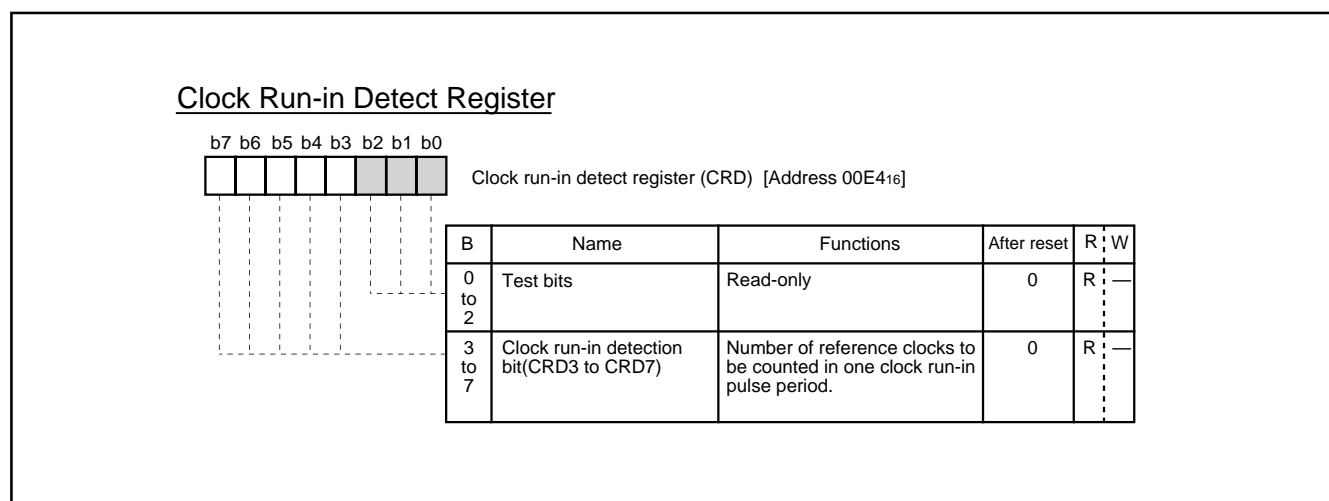 Clock Run-in Detect Register
b7 b6 b5 b4 b3 b2 b1 b0
Clock run-in detect register (CRD) [Address 00E416]
B Name Functions After reset R W
0 to 2 Test bits Read-only 0 R —
3 to 7 Clock run-in detection bit(CRD3 to CRD7) Number of reference clocks to be counted in one clock run-in pulse period. 0 R —